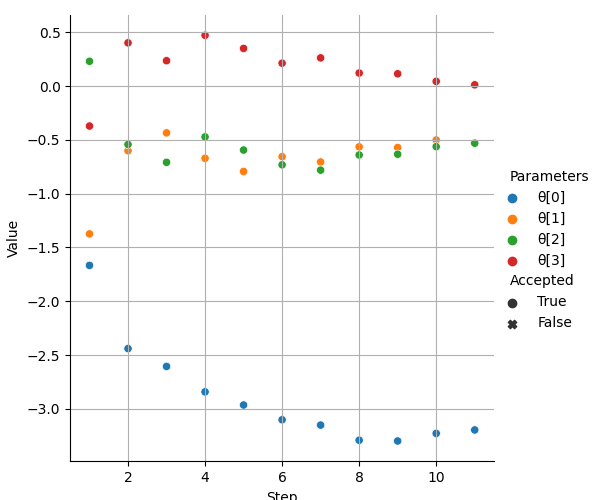 0.5
0.0
−0.5
−1.0
−1.5
−2.0
−2.5
−3.0
Value
2
4
6
8
10
Step
Parameters
θ[0]
θ[1]
θ[2]
θ[3]
Accepted
True
False